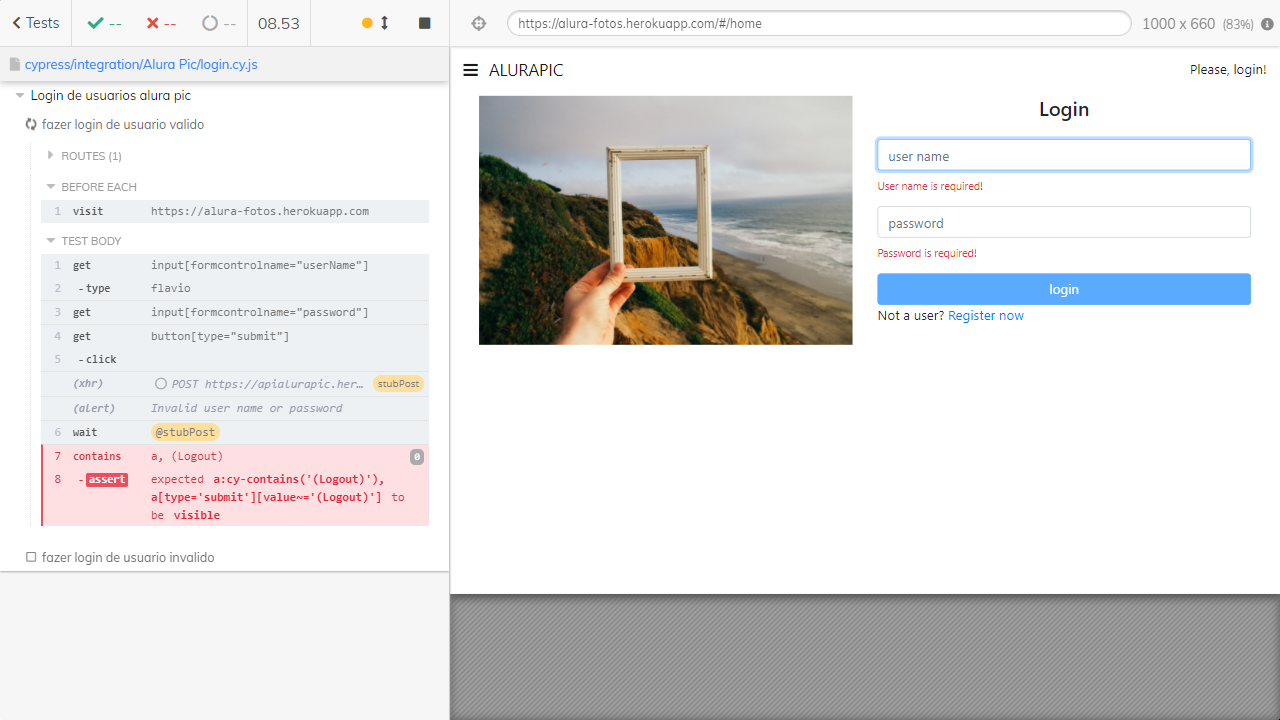 Tests
--
--
--
08.53
https://alura-fotos.herokuapp.com/#/home
1000 x 660 (83%)
cypress/integration/Alura Pic/login.cy.js
Login de usuarios alura pic
fazer login de usuario valido
ROUTES (1)
BEFORE EACH
1 visit https://alura-fotos.herokuapp.com
TEST BODY
1 get input[formcontrolname="userName"]
2 -type flavio
3 get input[formcontrolname="password"]
4 get button[type="submit"]
5 -click
(xhr) POST https://apialurapic.her… stubPost
(alert) Invalid user name or password
6 wait @stubPost
7 contains a, (Logout) 0
8 -assert expected a:cy-contains('(Logout)'),
a[type='submit'][value~='(Logout)'] to
be visible
fazer login de usuario invalido
ALURAPIC
Please, login!
Login
user name
User name is required!
password
Password is required!
login
Not a user? Register now